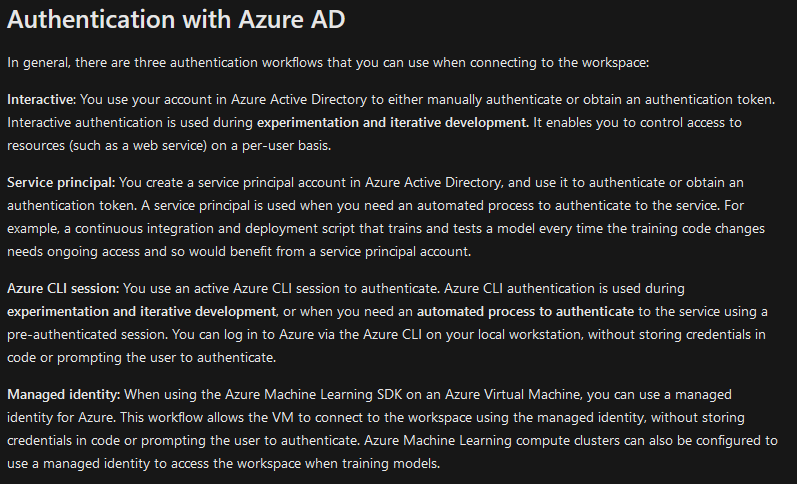 Authentication with Azure AD
In general, there are three authentication workflows that you can use when connecting to the workspace:
Interactive: You use your account in Azure Active Directory to either manually authenticate or obtain an authentication token.
Interactive authentication is used during experimentation and iterative development. It enables you to control access to
resources (such as a web service) on a per-user basis.
Service principal: You create a service principal account in Azure Active Directory, and use it to authenticate or obtain an
authentication token. A service principal is used when you need an automated process to authenticate to the service. For
example, a continuous integration and deployment script that trains and tests a model every time the training code changes
needs ongoing access and so would benefit from a service principal account.
Azure CLI session: You use an active Azure CLI session to authenticate. Azure CLI authentication is used during
experimentation and iterative development, or when you need an automated process to authenticate to the service using a
pre-authenticated session. You can log in to Azure via the Azure CLI on your local workstation, without storing credentials in
code or prompting the user to authenticate.
Managed identity: When using the Azure Machine Learning SDK on an Azure Virtual Machine, you can use a managed
identity for Azure. This workflow allows the VM to connect to the workspace using the managed identity, without storing
credentials in code or prompting the user to authenticate. Azure Machine Learning compute clusters can also be configured to
use a managed identity to access the workspace when training models.